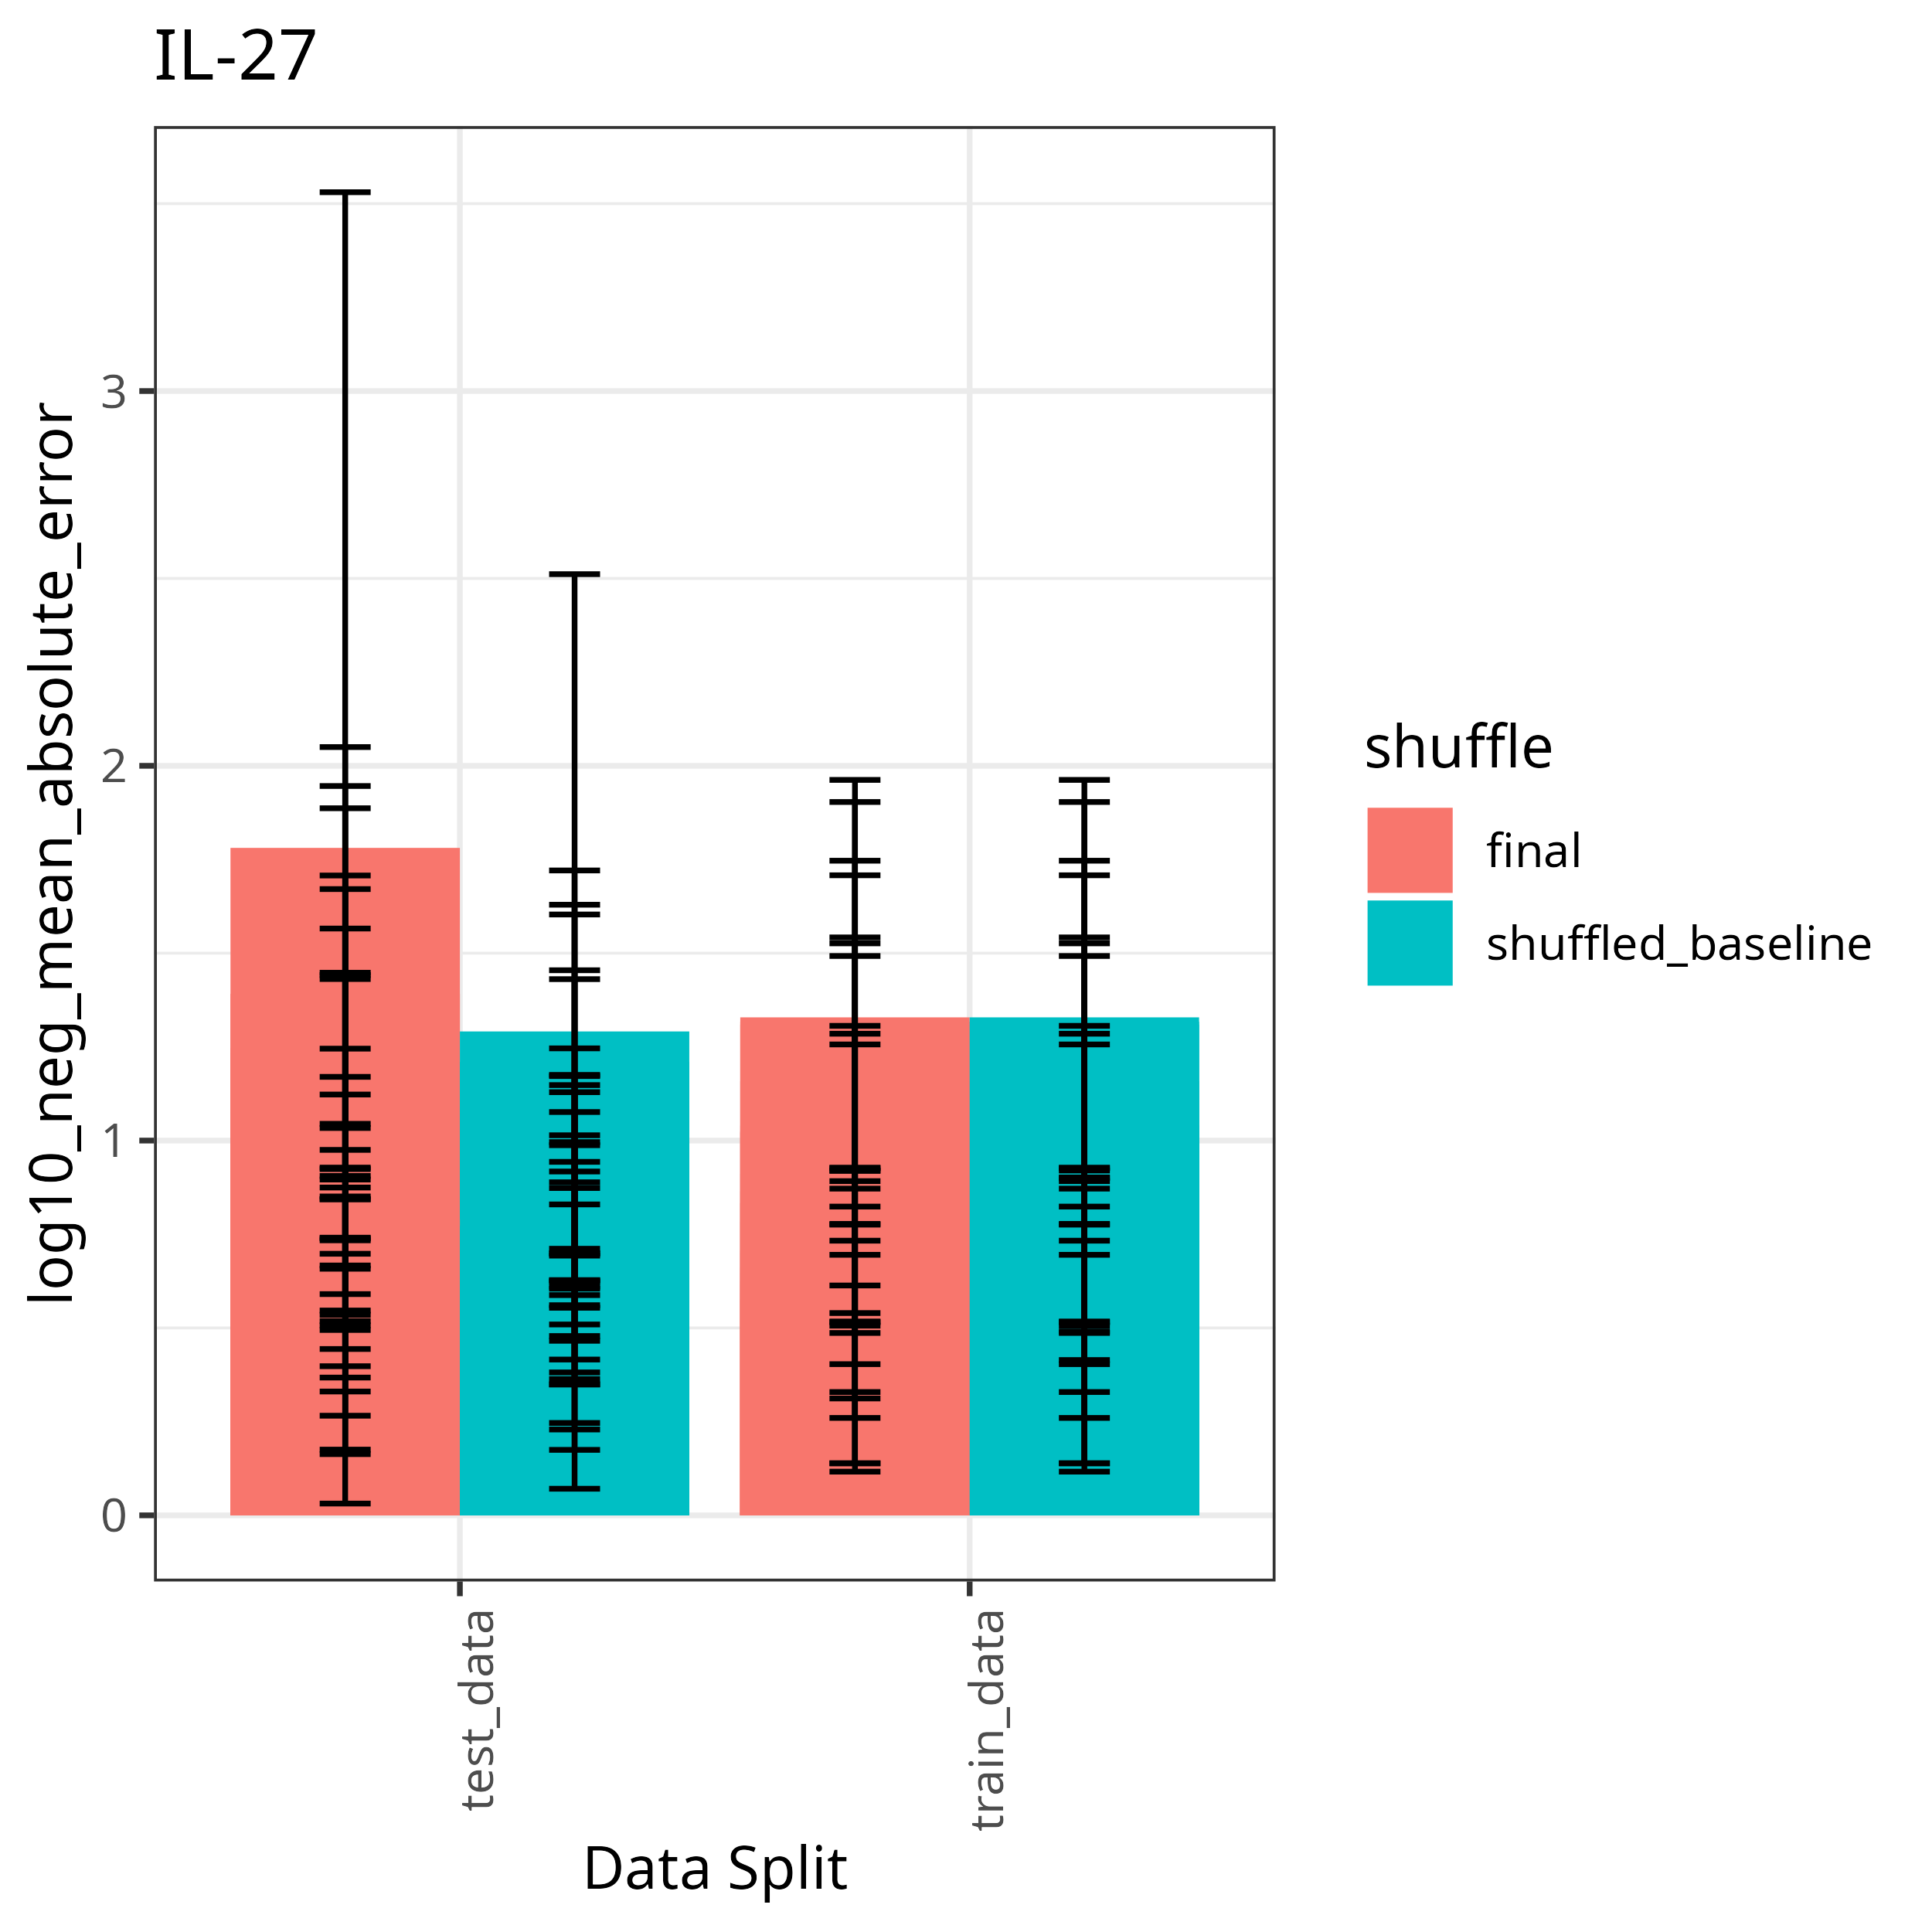 IL-27
log10_neg_mean_absolute_error
3
2
1
0
test_data
train_data
Data Split
shuffle
final
shuffled_baseline